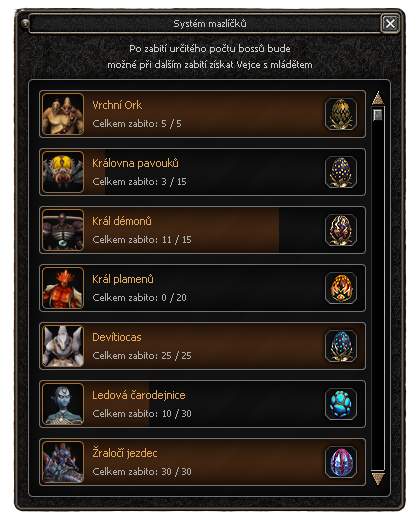 Systém mazlíčků
Po zabití určitého počtu bossů bude
možné při dalším zabití získat Vejce s mládětem
Vrchní Ork
Celkem zabito: 5 / 5
Královna pavouků
Celkem zabito: 3 / 15
Král démonů
Celkem zabito: 11 / 15
Král plamenů
Celkem zabito: 0 / 20
Devítiocas
Celkem zabito: 25 / 25
Ledová čarodejnice
Celkem zabito: 10 / 30
Žraločí jezdec
Celkem zabito: 30 / 30